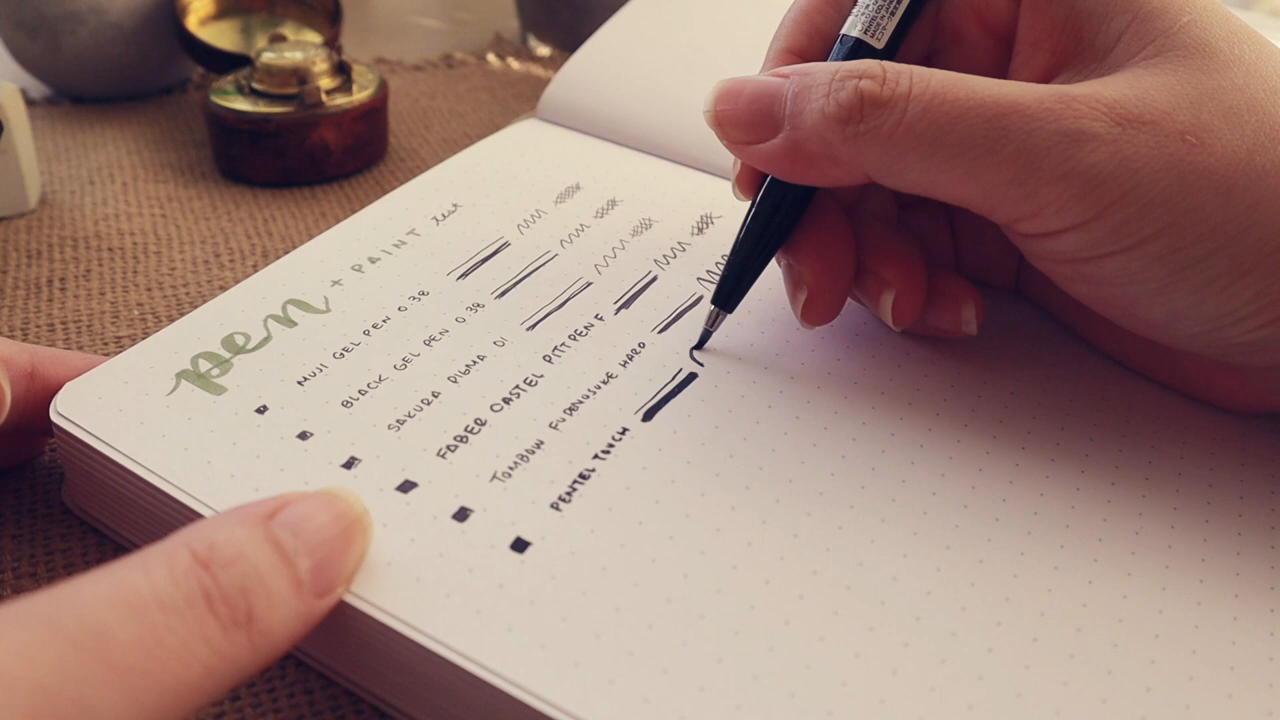 pen + PAINT test
MUJI GEL PEN 0.38
BLACK GEL PEN 0.38
SAKURA PIGMA 01
FABER CASTEL PITT PEN F
TOMBOW FUDENOSUKE HARD
PENTEL TOUCH